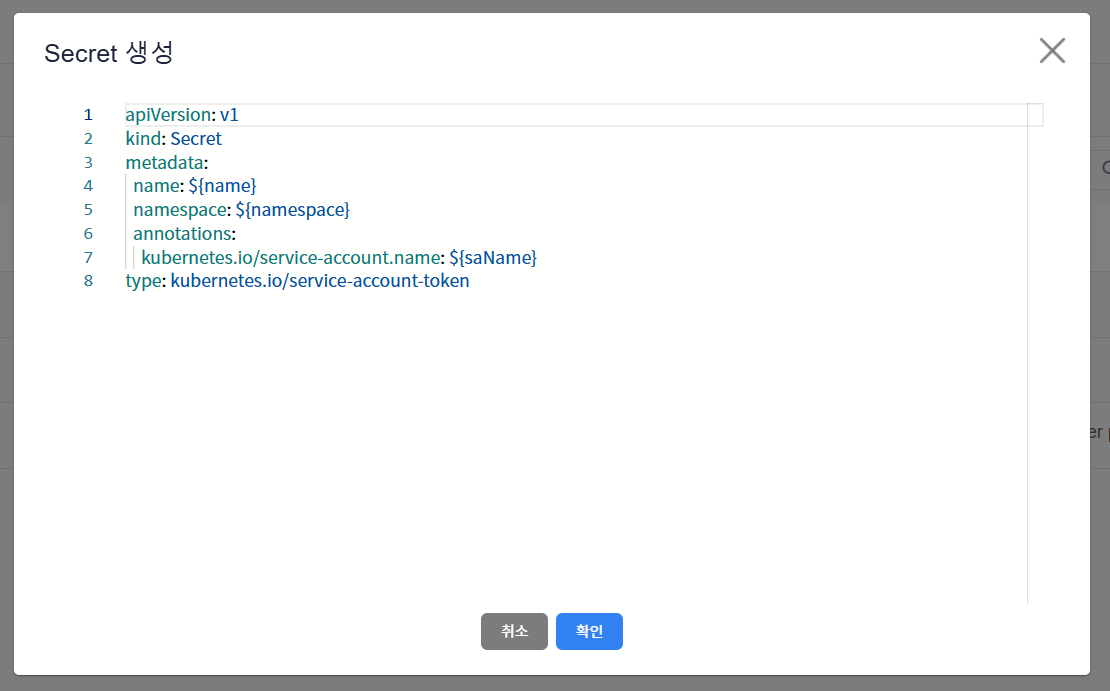 Secret 생성
1 apiVersion: v1
2 kind: Secret
3 metadata:
4 name: ${name}
5 namespace: ${namespace}
6 annotations:
7 kubernetes.io/service-account.name: ${saName}
8 type: kubernetes.io/service-account-token
er
취소 확인